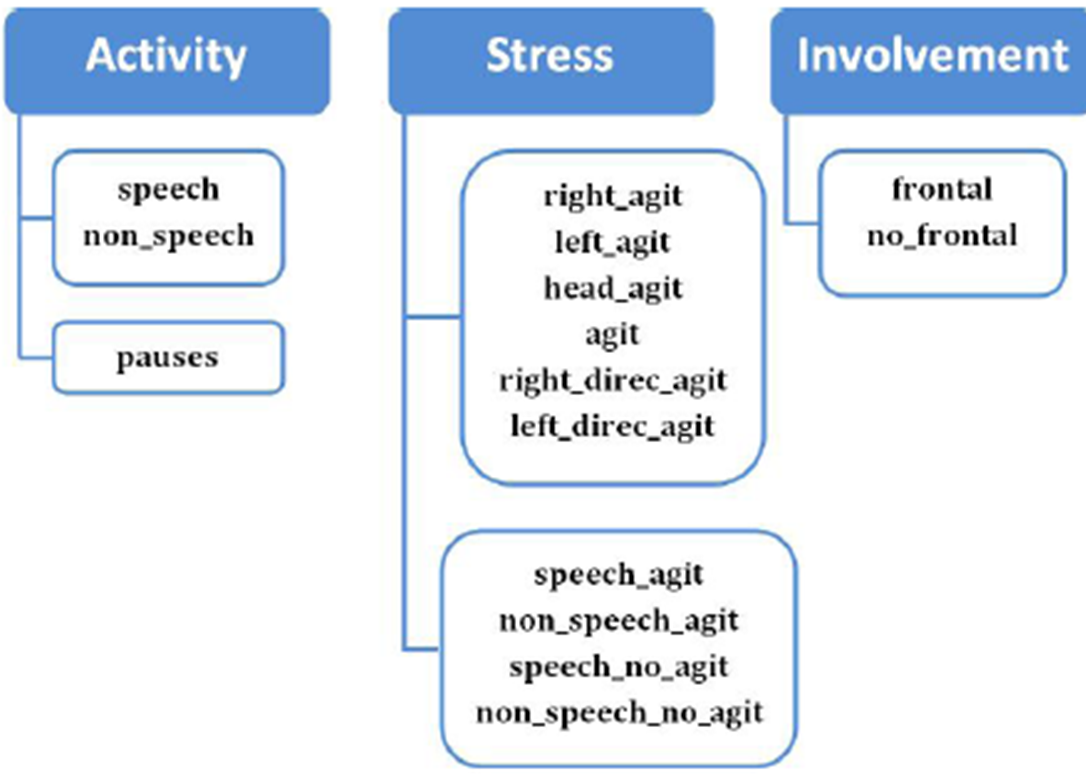 Activity
speech
non_speech
pauses
Stress
right_agit
left_agit
head_agit
agit
right_direc_agit
left_direc_agit
speech_agit
non_speech_agit
speech_no_agit
non_speech_no_agit
Involvement
frontal
no_frontal